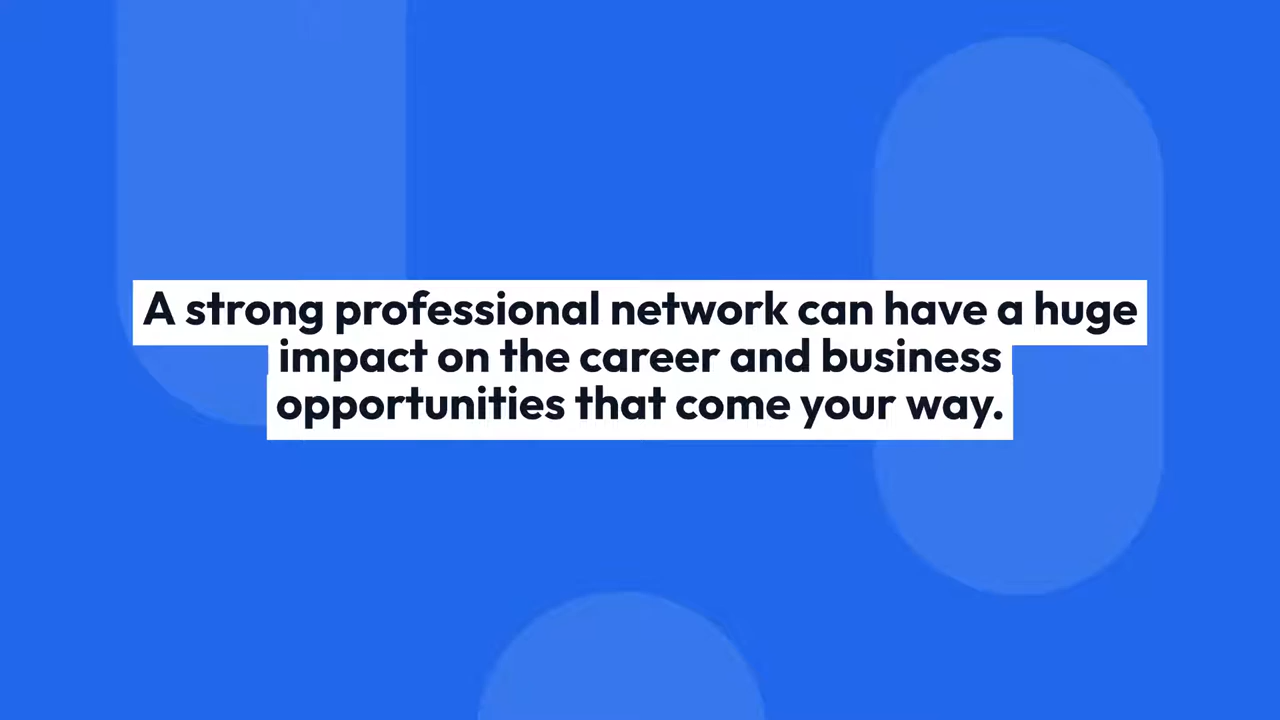 A strong professional network can have a huge
impact on the career and business
opportunities that come your way.